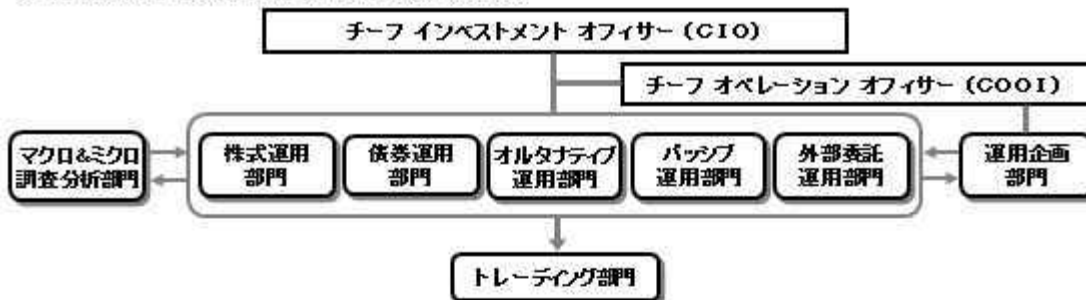 チーフ インベストメント オフィサー (CIO)
チーフ オペレーション オフィサー (COOI)
マクロ&ミクロ
調査分析部門
株式運用
部門
債券運用
部門
オルタナティブ
運用部門
パッシブ
運用部門
外部委託
運用部門
運用企画
部門
トレーディング部門